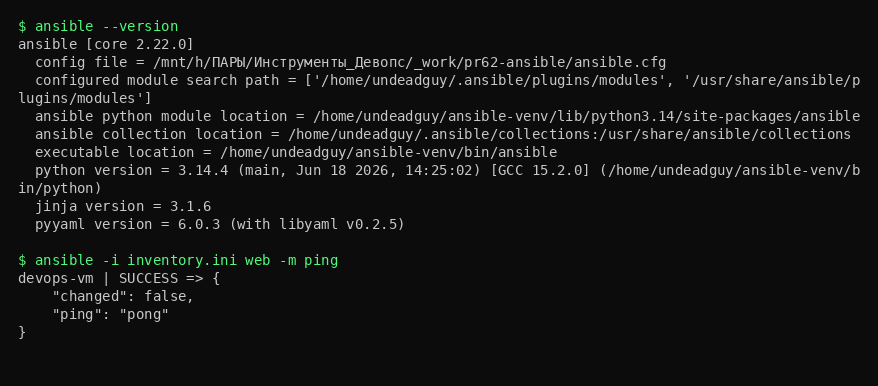 $ ansible --version
ansible [core 2.22.0]
  config file = /mnt/h/ПАРЫ/Инструменты_Девопс/_work/pr62-ansible/ansible.cfg
  configured module search path = ['/home/undeadguy/.ansible/plugins/modules', '/usr/share/ansible/p
lugins/modules']
  ansible python module location = /home/undeadguy/ansible-venv/lib/python3.14/site-packages/ansible
  ansible collection location = /home/undeadguy/.ansible/collections:/usr/share/ansible/collections
  executable location = /home/undeadguy/ansible-venv/bin/ansible
  python version = 3.14.4 (main, Jun 18 2026, 14:25:02) [GCC 15.2.0] (/home/undeadguy/ansible-venv/b
in/python)
  jinja version = 3.1.6
  pyyaml version = 6.0.3 (with libyaml v0.2.5)

$ ansible -i inventory.ini web -m ping
devops-vm | SUCCESS => {
    "changed": false,
    "ping": "pong"
}